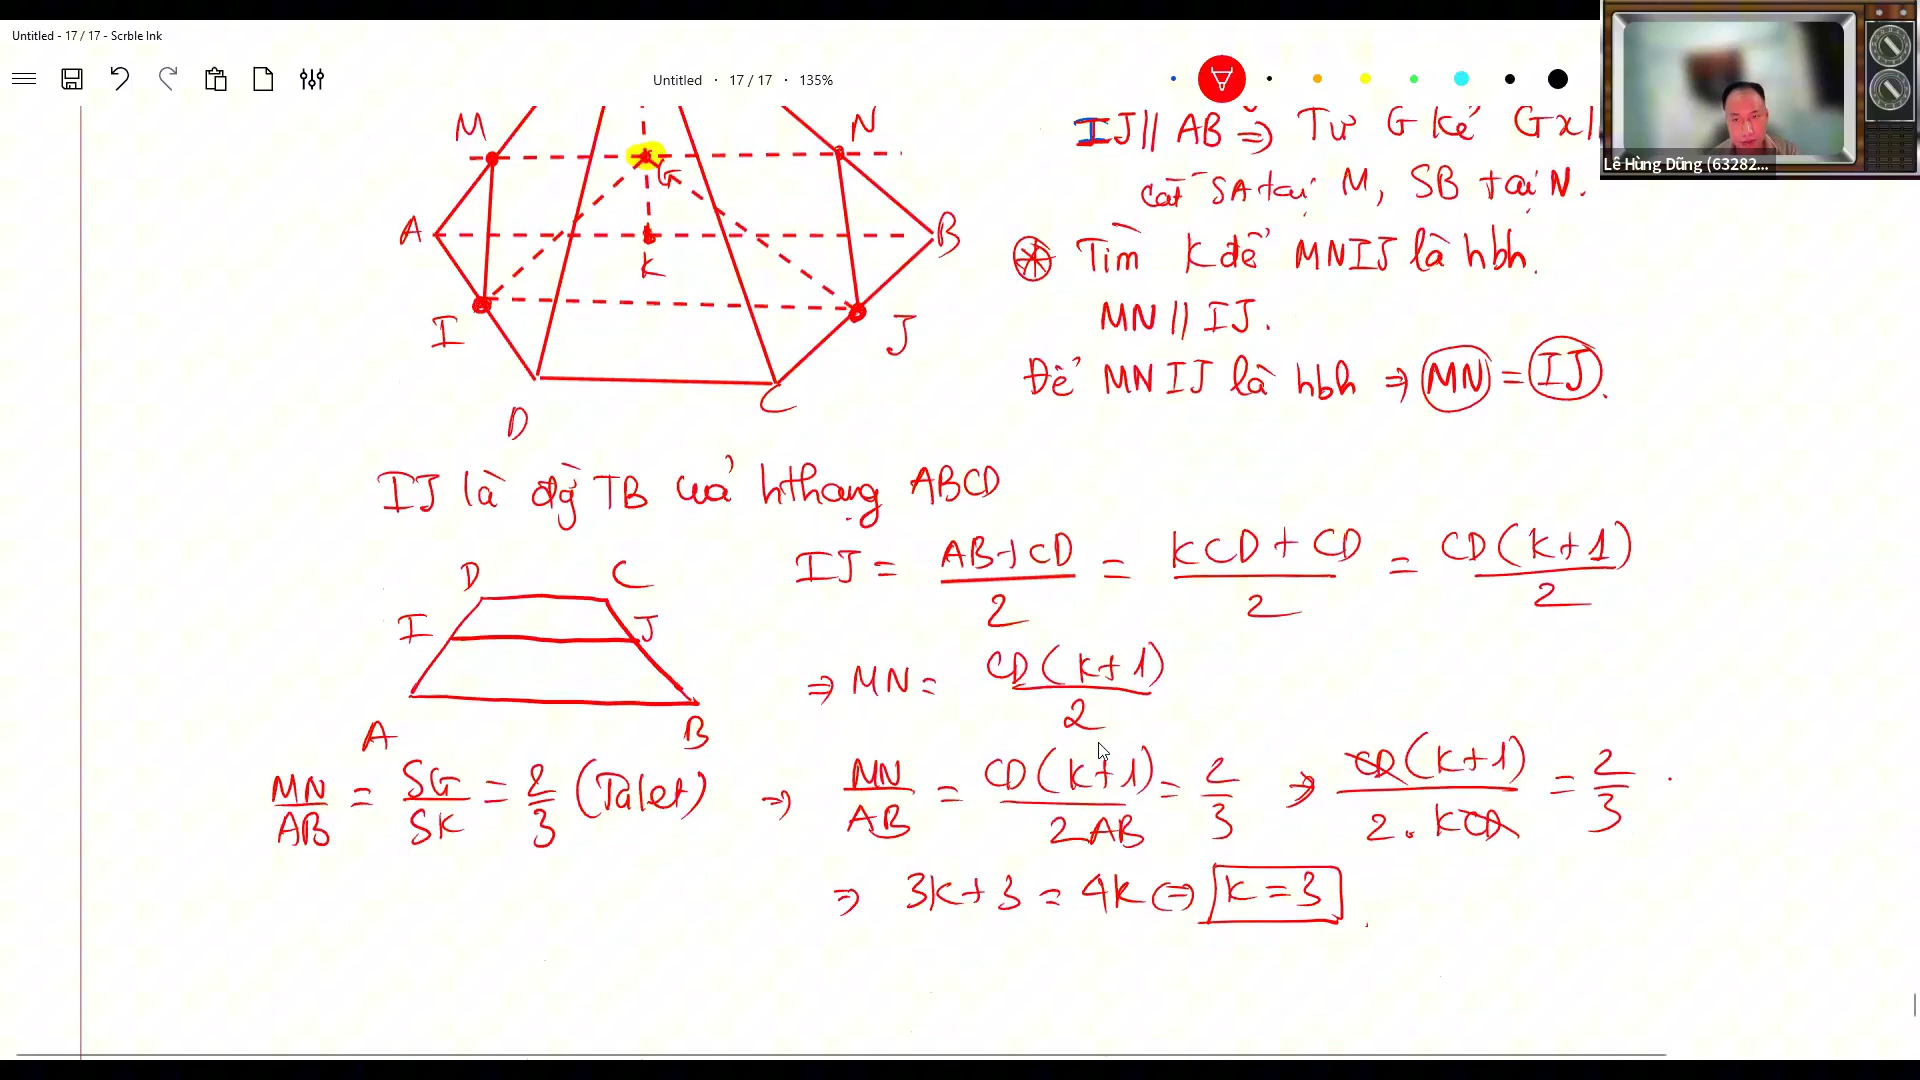 Untitled - 17 / 17 - Scrble Ink
Untitled • 17 / 17 • 135%
Lê Hùng Dũng (63282...
M
N
G
A
B
K
I
J
D
C
IJ // AB ⇒ Từ G kẻ Gx /
cắt SA tại M, SB tại N.
⊛ Tìm K để MNIJ là hbh.
MN // IJ.
Để MNIJ là hbh ⇒ MN = IJ.
IJ là đg TB của hthang ABCD
D C
I J
A B
IJ = (AB + CD)/2 = (KCD + CD)/2 = CD(K+1)/2
⇒ MN = CD(K+1)/2
MN/AB = SG/SK = 2/3 (Talet) ⇒ MN/AB = CD(K+1)/2AB = 2/3 ⇒ CD(K+1)/2.KCD = 2/3.
⇒ 3K+3 = 4K ⇔ K = 3.